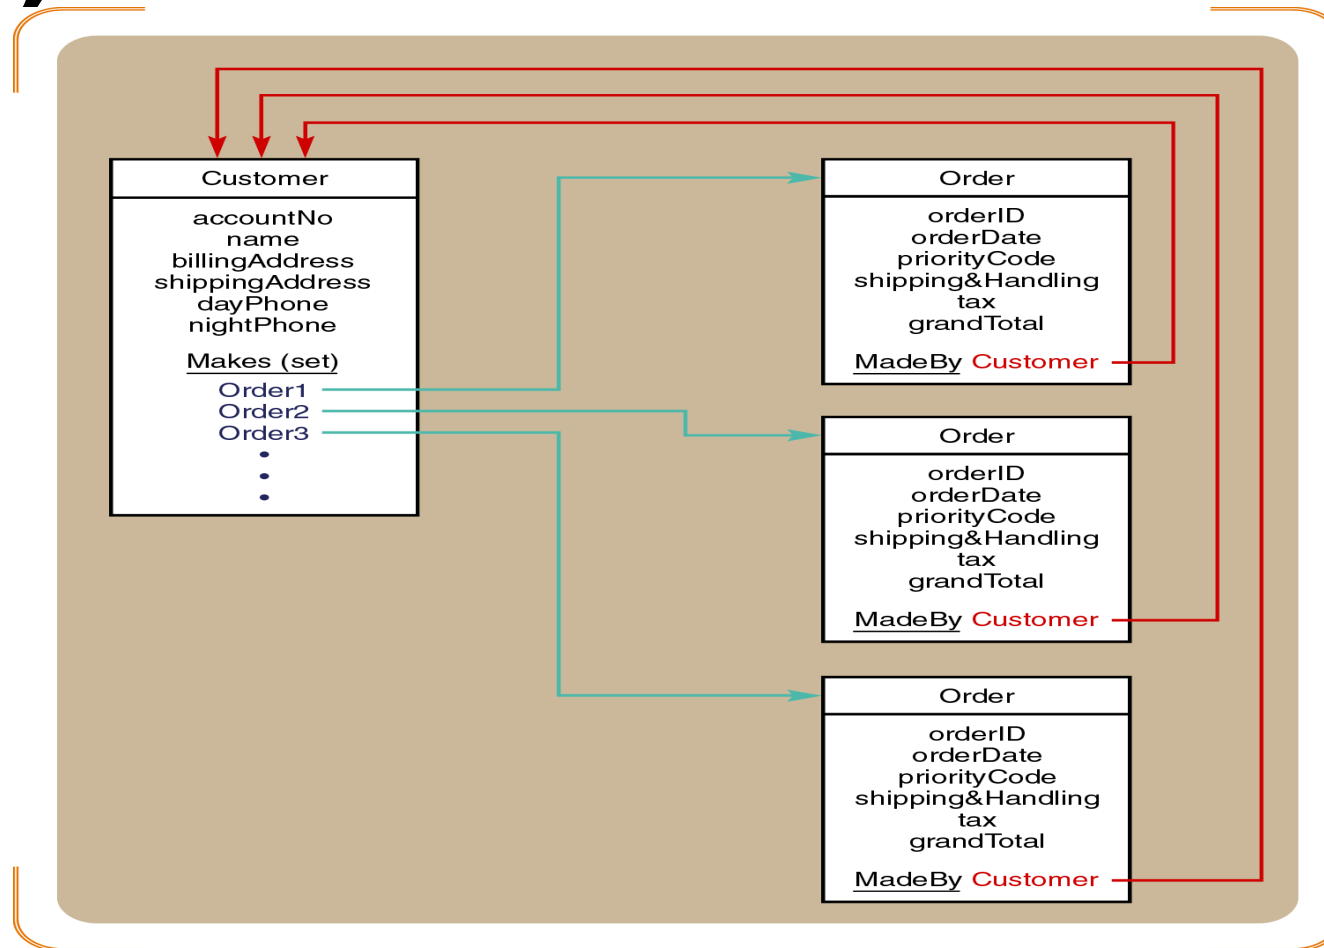 Customer
accountNo
name
billingAddress
shippingAddress
dayPhone
nightPhone
Makes (set)
Order1
Order2
Order3
Order
orderID
orderDate
priorityCode
shipping&Handling
tax
grandTotal
MadeBy Customer
Order
orderID
orderDate
priorityCode
shipping&Handling
tax
grandTotal
MadeBy Customer
Order
orderID
orderDate
priorityCode
shipping&Handling
tax
grandTotal
MadeBy Customer